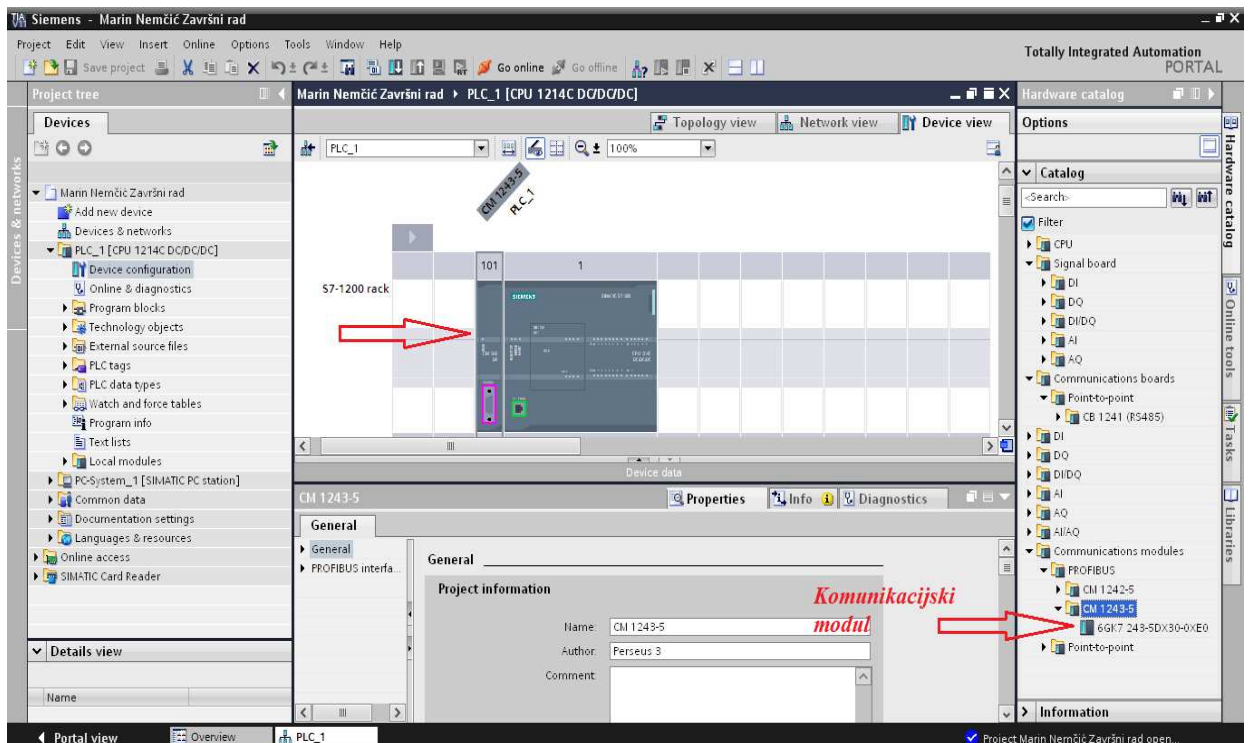 Siemens - Marin Nemčić Završni rad
Project Edit View Insert Online Options Tools Window Help
Save project
Go online
Go offline
Totally Integrated Automation
PORTAL
Project tree
Devices
Devices & networks
Marin Nemčić Završni rad
Add new device
Devices & networks
PLC_1 [CPU 1214C DC/DC/DC]
Device configuration
Online & diagnostics
Program blocks
Technology objects
External source files
PLC tags
PLC data types
Watch and force tables
Program info
Text lists
Local modules
PC-System_1 [SIMATIC PC station]
Common data
Documentation settings
Languages & resources
Online access
SIMATIC Card Reader
Details view
Name
Marin Nemčić Završni rad PLC_1 [CPU 1214C DC/DC/DC]
Topology view
Network view
Device view
PLC_1
100%
CM 1243-5
PLC_1
101
1
S7-1200 rack
SIEMENS
Device data
CM 1243-5
Properties
Info
Diagnostics
General
General
PROFIBUS interfa...
General
Project information
Name: CM 1243-5
Author: Perseus 3
Comment:
Komunikacijski
modul
Hardware catalog
Options
Catalog
<Search>
Filter
CPU
Signal board
DI
DQ
DI/DQ
AI
AQ
Communications boards
Point-to-point
CB 1241 (RS485)
DI
DQ
DI/DQ
AI
AQ
AI/AQ
Communications modules
PROFIBUS
CM 1242-5
CM 1243-5
6GK7 243-5DX30-0XE0
Point-to-point
Information
Hardware catalog
Online tools
Tasks
Libraries
Portal view
Overview
PLC_1
Project Marin Nemčić Završni rad open...